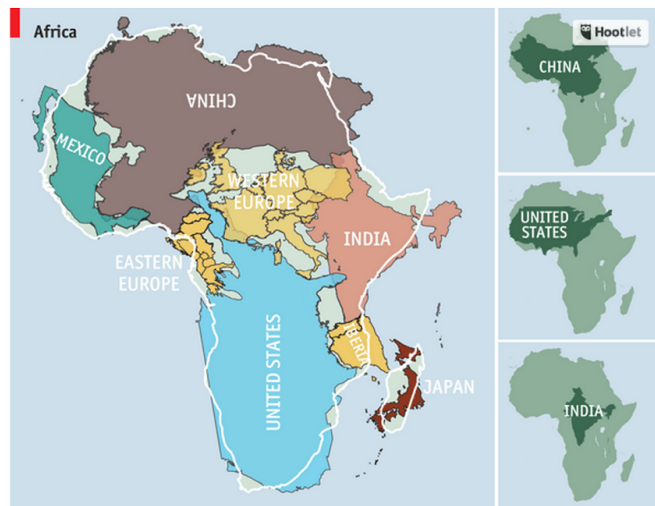 Africa
CHINA
MEXICO
WESTERN
EUROPE
INDIA
EASTERN
EUROPE
UNITED STATES
IBERIA
JAPAN
Hootlet
CHINA
UNITED
STATES
INDIA